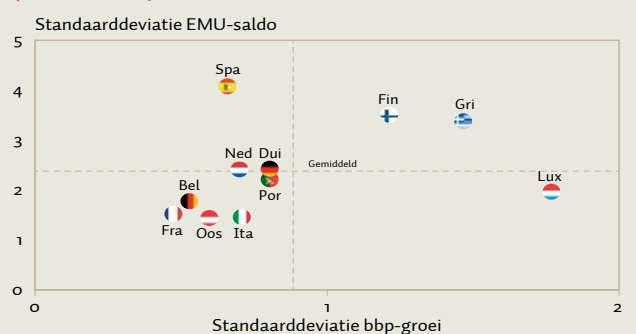 Standaarddeviatie EMU-saldo
5
4
3
2
1
0
Spa
Fin
Gri
Ned Dui
Gemiddeld
Bel
Por
Lux
Fra
Oos
Ita
0
1
2
Standaarddeviatie bbp-groei